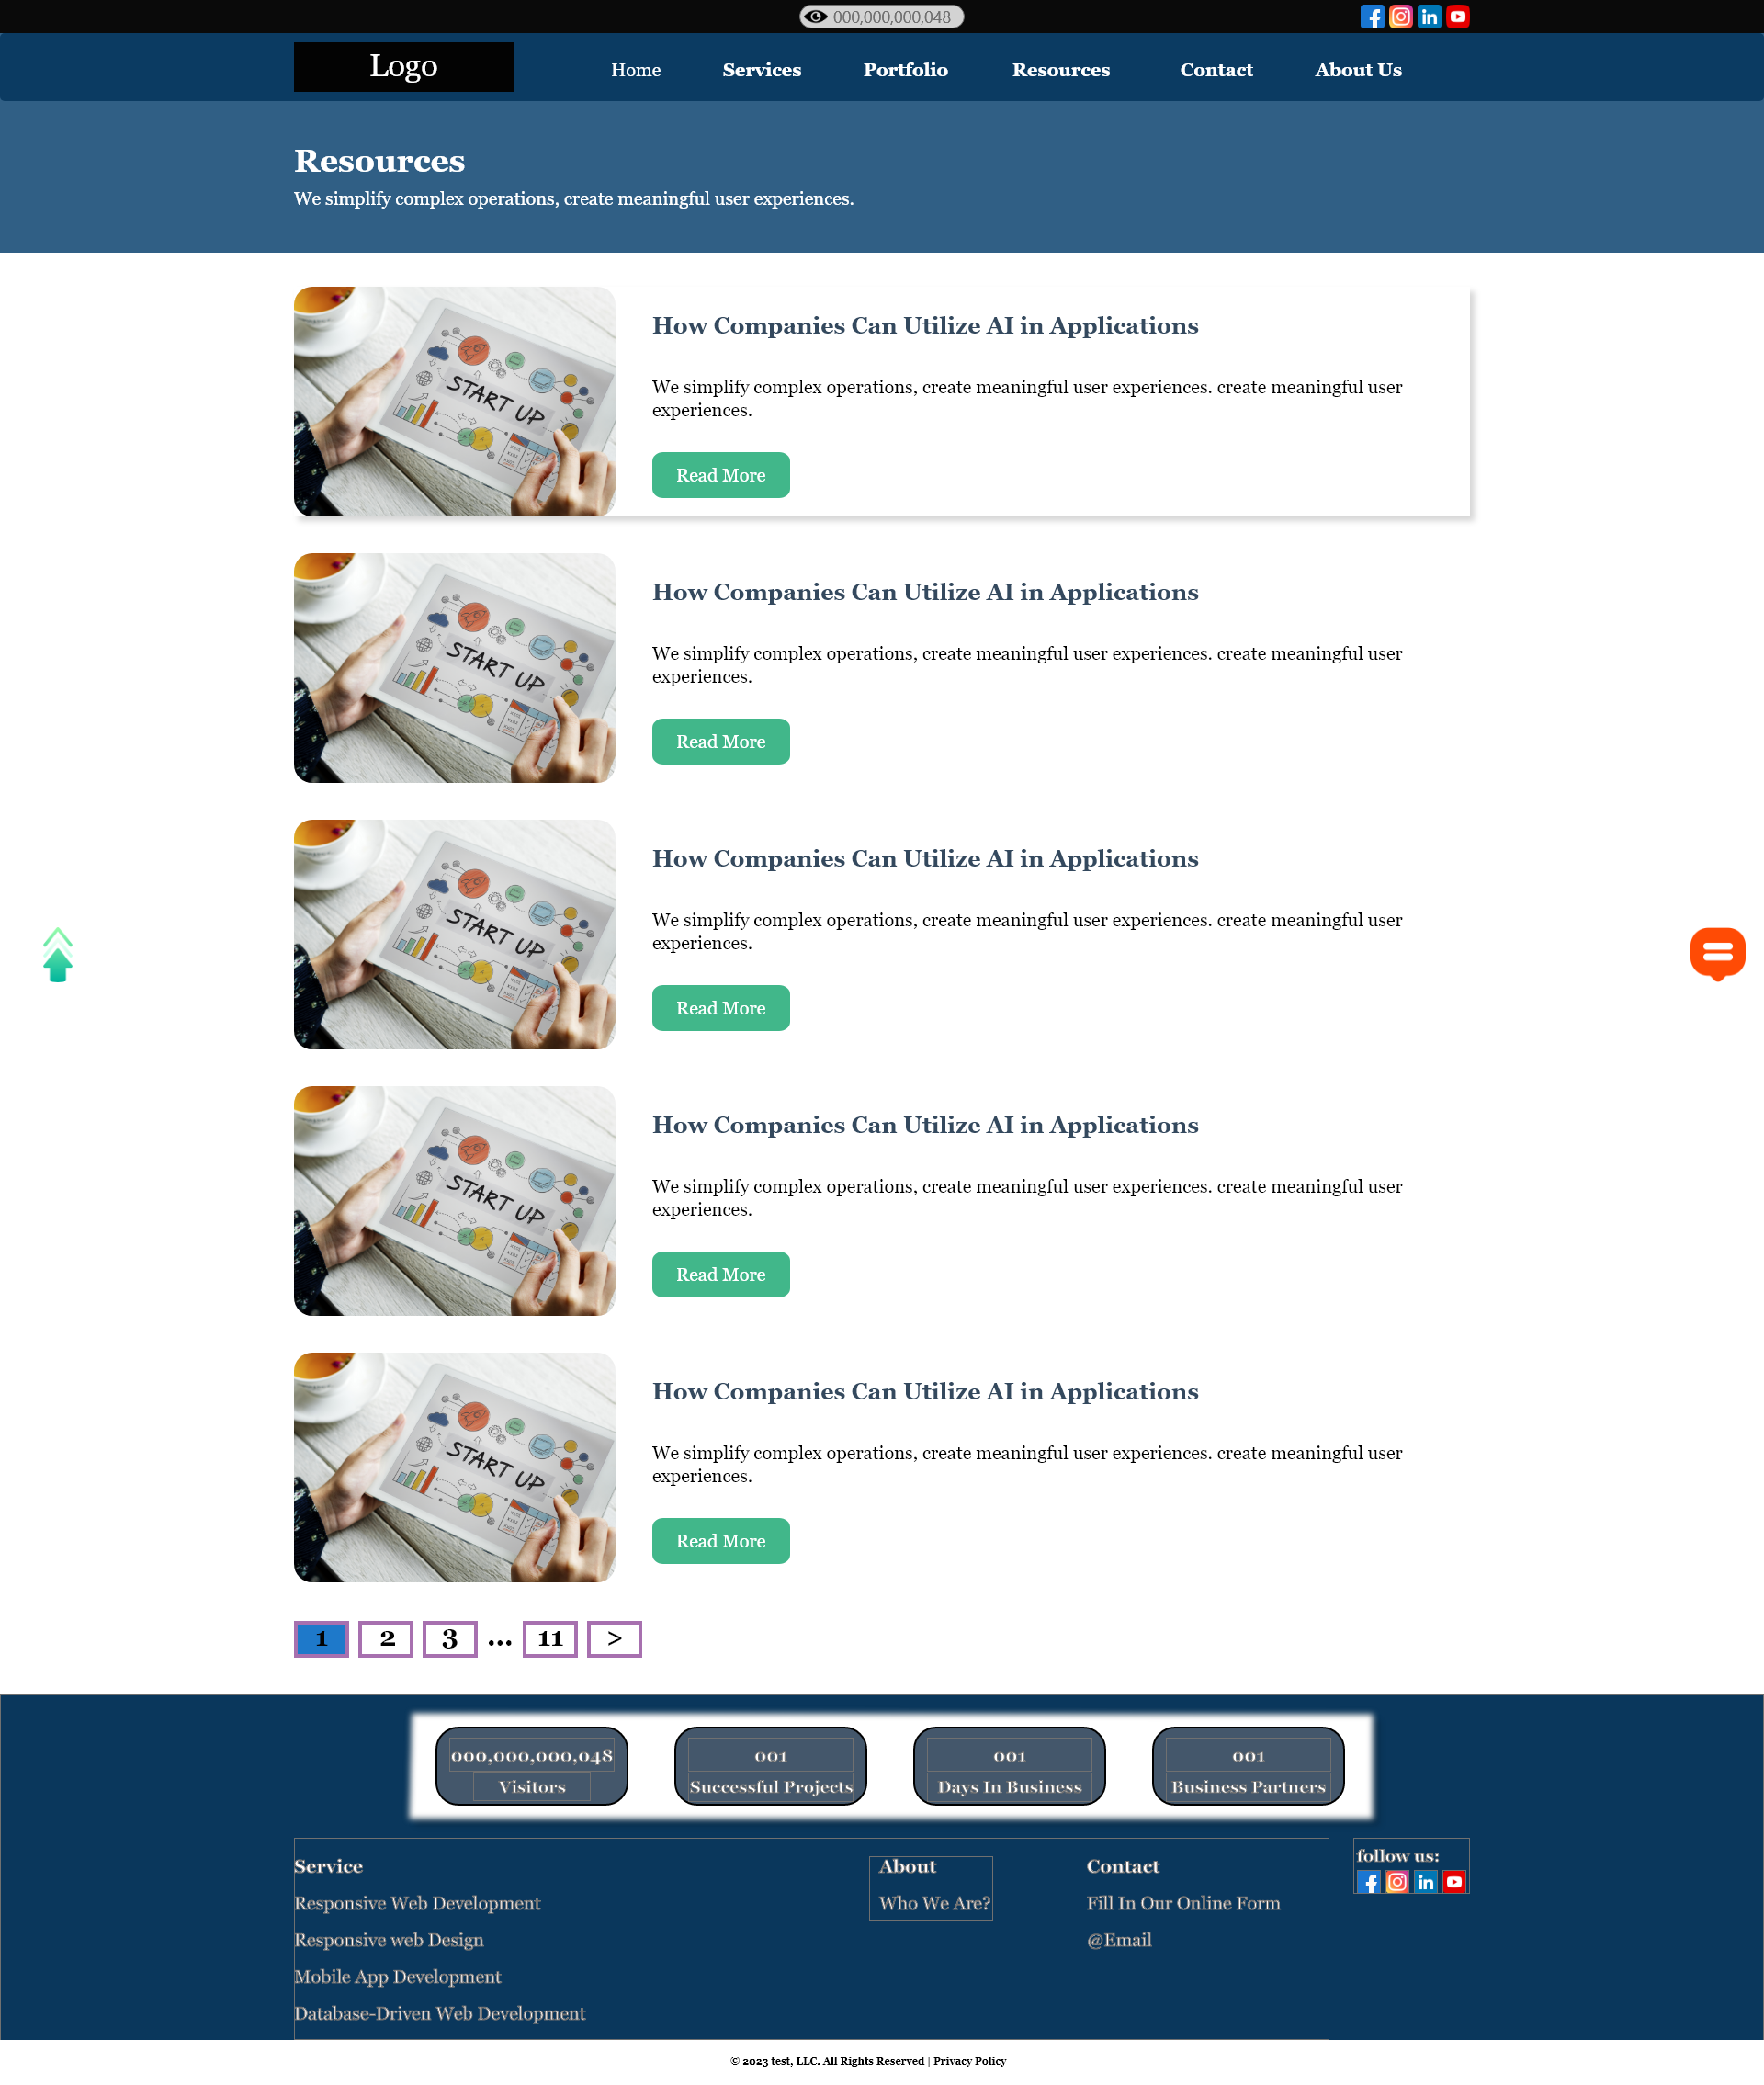 000,000,000,048
Logo
Home Services Portfolio Resources Contact About Us
Resources
We simplify complex operations, create meaningful user experiences.
START UP
How Companies Can Utilize AI in Applications
We simplify complex operations, create meaningful user experiences. create meaningful user
experiences.
Read More
START UP
How Companies Can Utilize AI in Applications
We simplify complex operations, create meaningful user experiences. create meaningful user
experiences.
Read More
START UP
How Companies Can Utilize AI in Applications
We simplify complex operations, create meaningful user experiences. create meaningful user
experiences.
Read More
START UP
How Companies Can Utilize AI in Applications
We simplify complex operations, create meaningful user experiences. create meaningful user
experiences.
Read More
START UP
How Companies Can Utilize AI in Applications
We simplify complex operations, create meaningful user experiences. create meaningful user
experiences.
Read More
1 2 3 ... 11 >
000,000,000,048
Visitors
001
Successful Projects
001
Days In Business
001
Business Partners
Service
Responsive Web Development
Responsive web Design
Mobile App Development
Database-Driven Web Development
About
Who We Are?
Contact
Fill In Our Online Form
@Email
follow us:
© 2023 test, LLC. All Rights Reserved | Privacy Policy